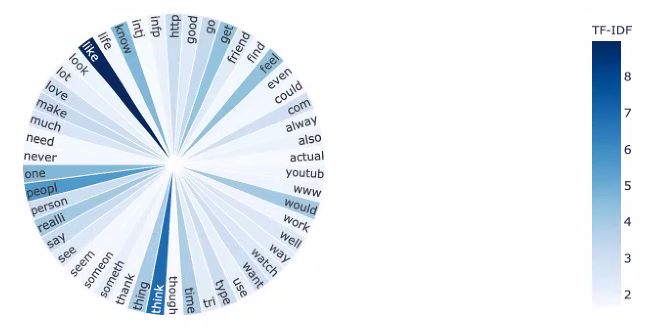 TF-IDF
8
7
6
5
4
3
2
actual
also
alway
com
could
even
feel
find
friend
get
go
good
http
infp
intj
know
life
like
look
lot
love
make
much
need
never
one
peopl
person
realli
say
see
seem
someon
someth
thank
thing
think
though
time
tri
type
use
want
watch
way
well
work
would
www
youtub